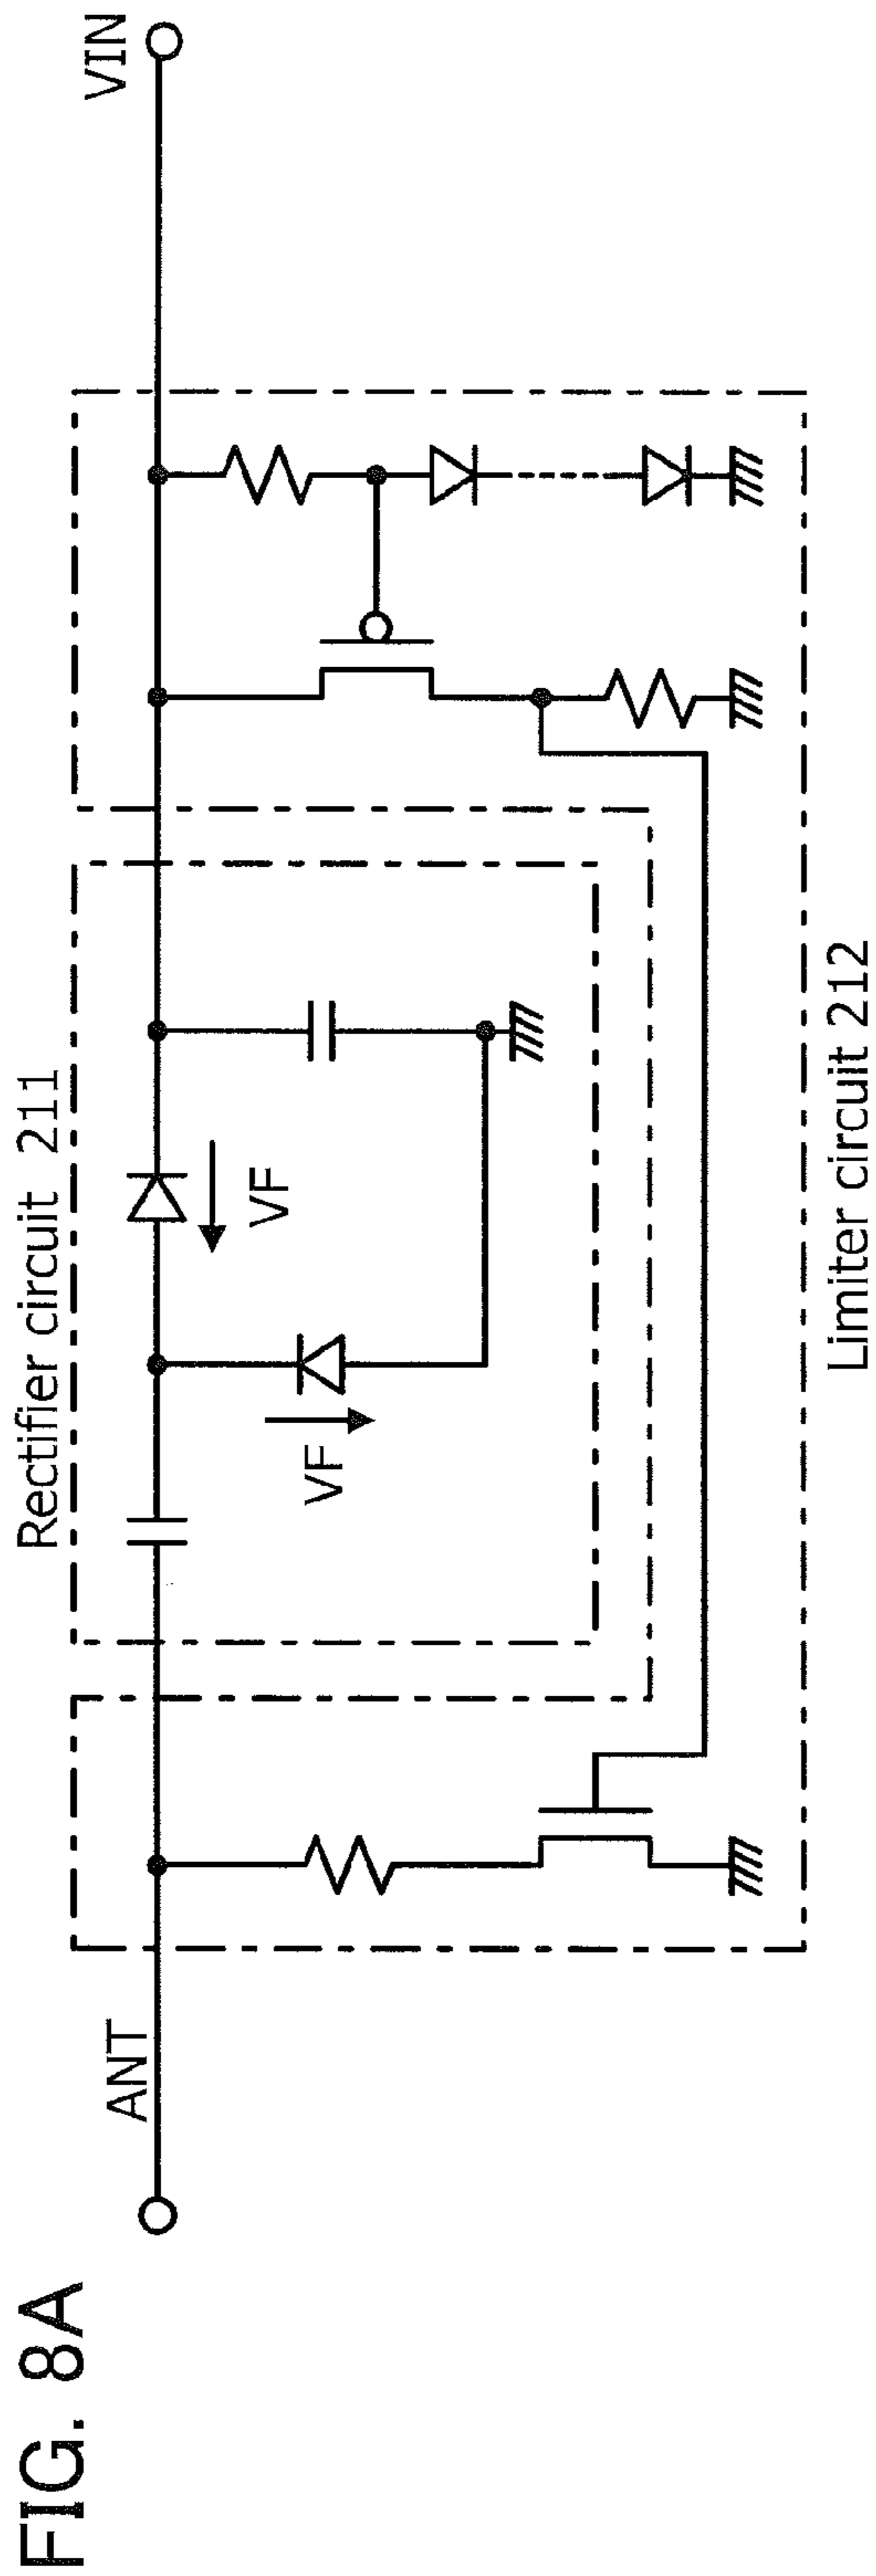 FIG. 8A
Rectifier circuit 211
ANT
VIN
VF
VF
Limiter circuit 212